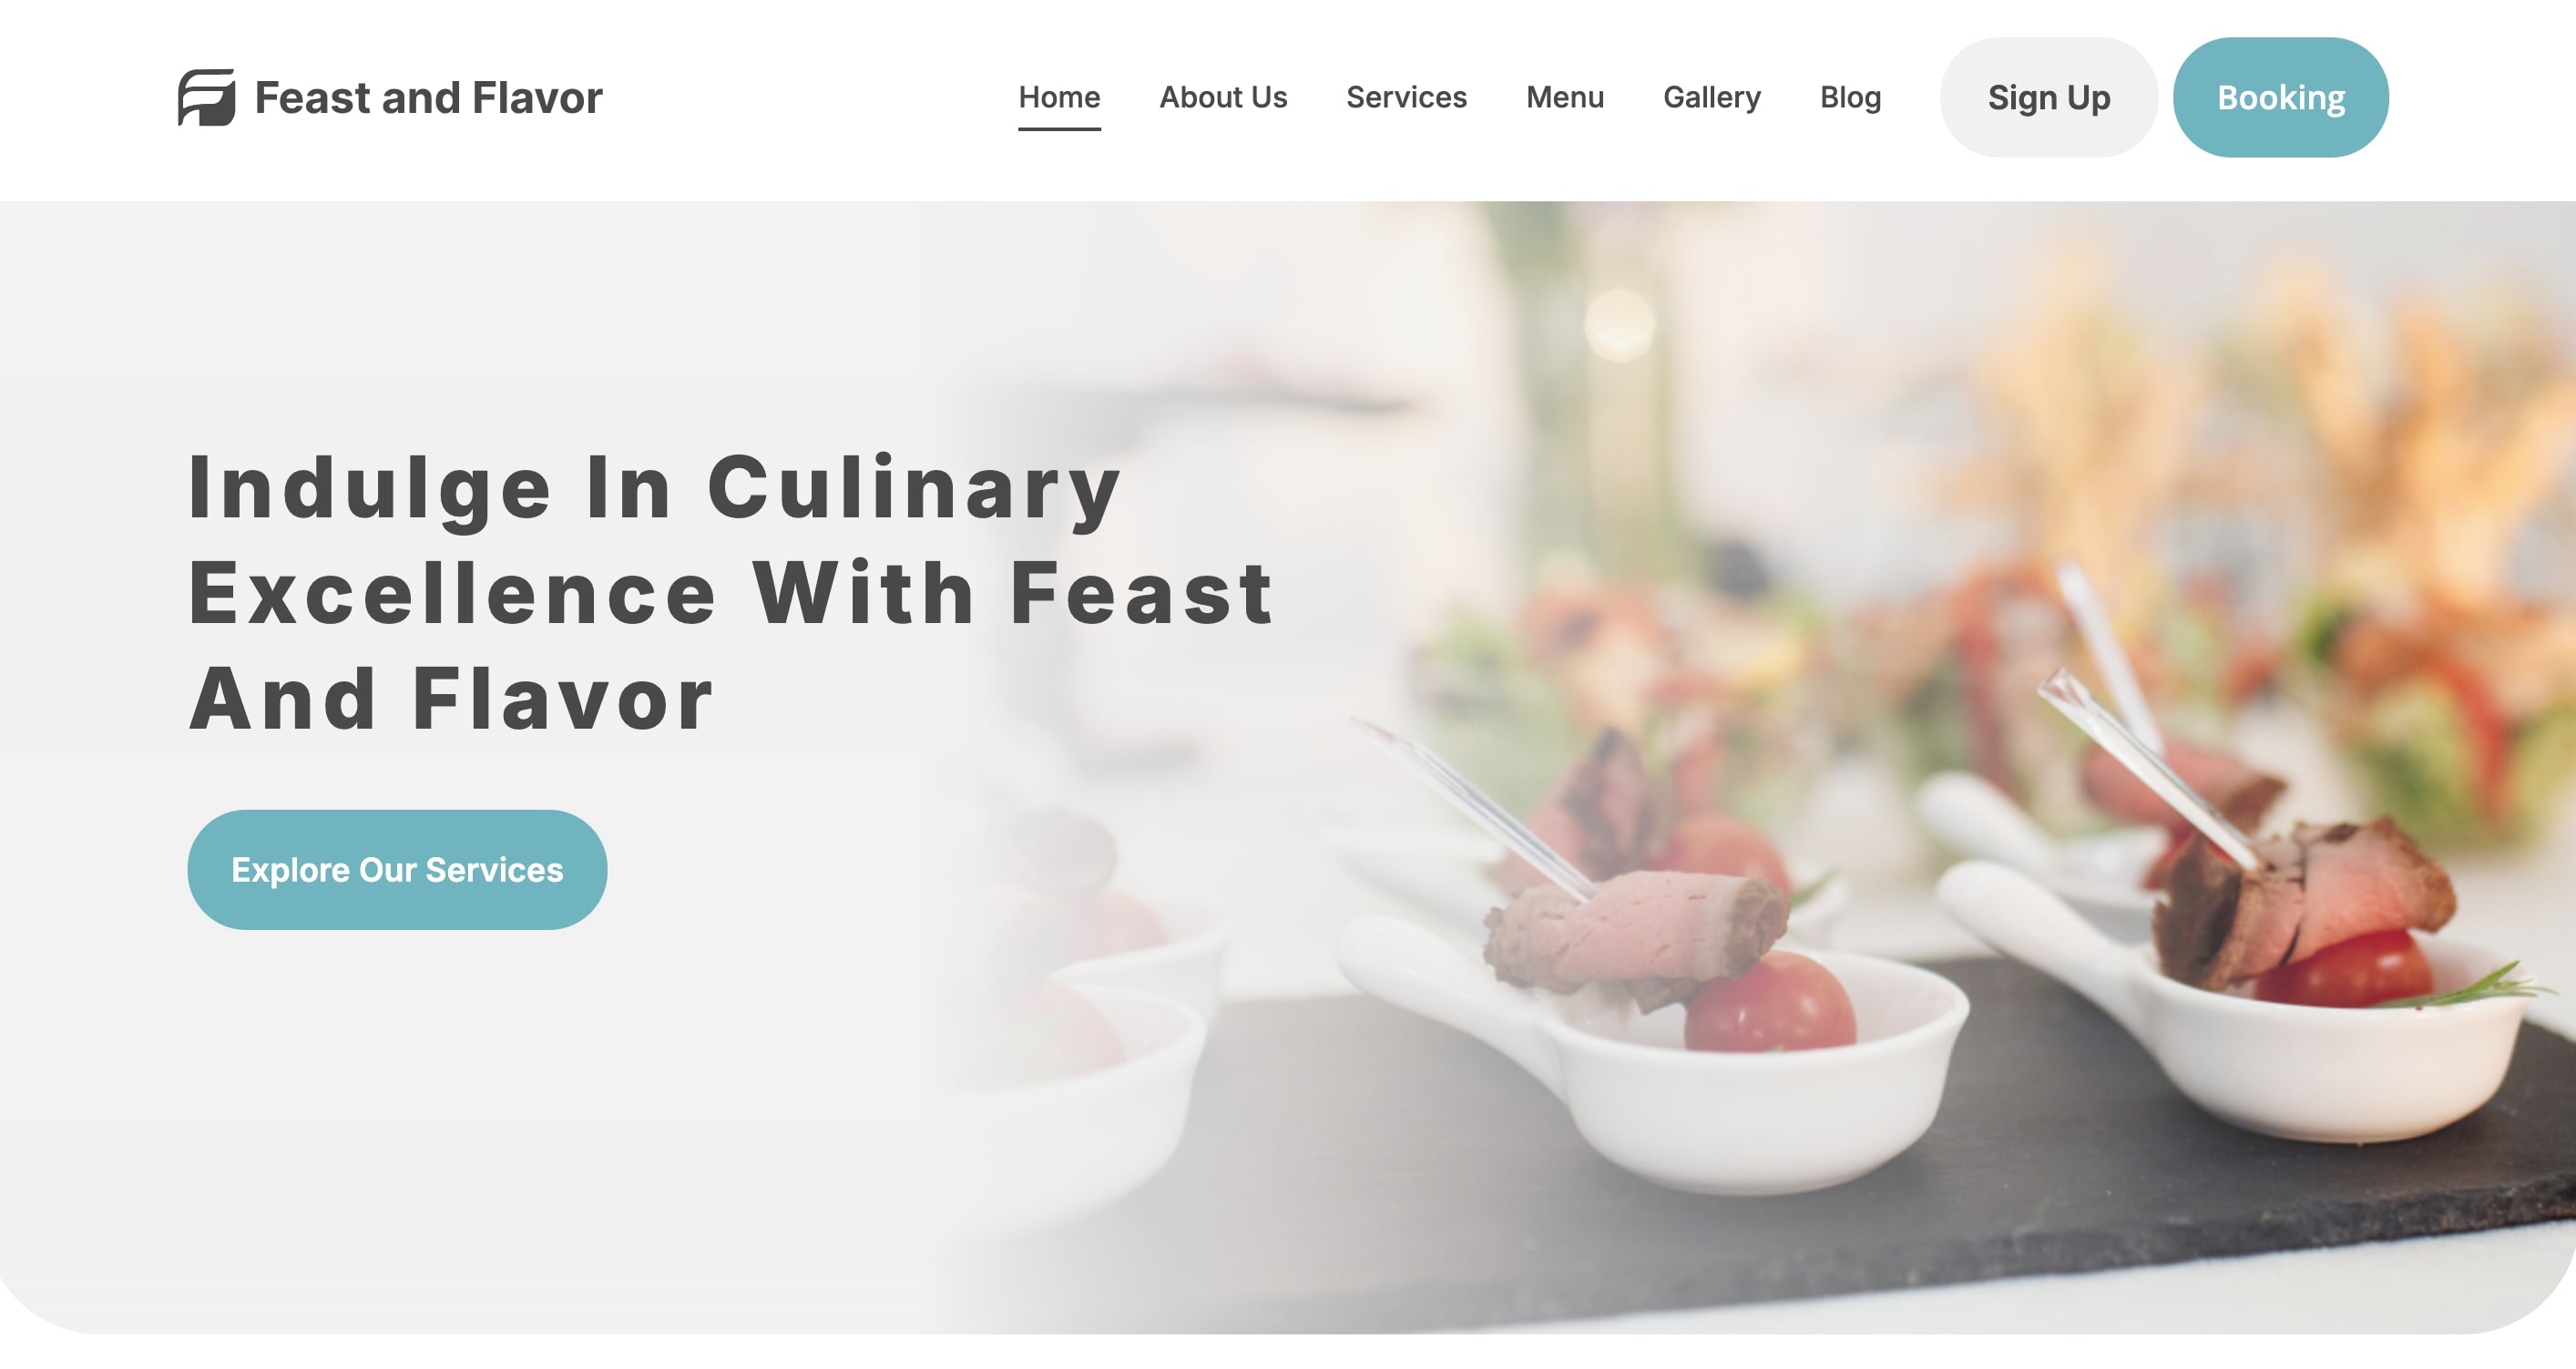 Feast and Flavor
Home
About Us
Services
Menu
Gallery
Blog
Sign Up
Booking
Indulge In Culinary
Excellence With Feast
And Flavor
Explore Our Services